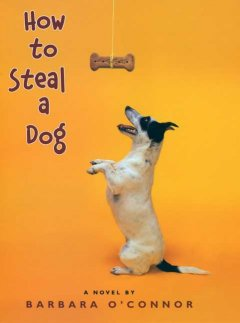 How
to
Steal
a
Dog
A NOVEL BY
BARBARA O'CONNOR